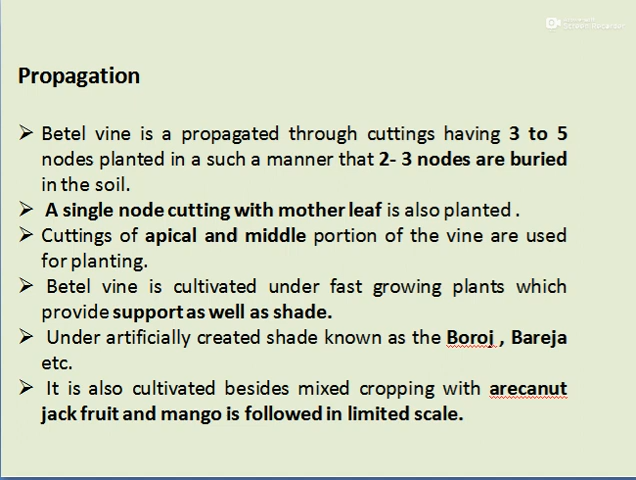 Propagation
➢ Betel vine is a propagated through cuttings having 3 to 5
nodes planted in a such a manner that 2- 3 nodes are buried
in the soil.
➢ A single node cutting with mother leaf is also planted .
➢ Cuttings of apical and middle portion of the vine are used
for planting.
➢ Betel vine is cultivated under fast growing plants which
provide support as well as shade.
➢ Under artificially created shade known as the Boroj , Bareja
etc.
➢ It is also cultivated besides mixed cropping with arecanut
jack fruit and mango is followed in limited scale.